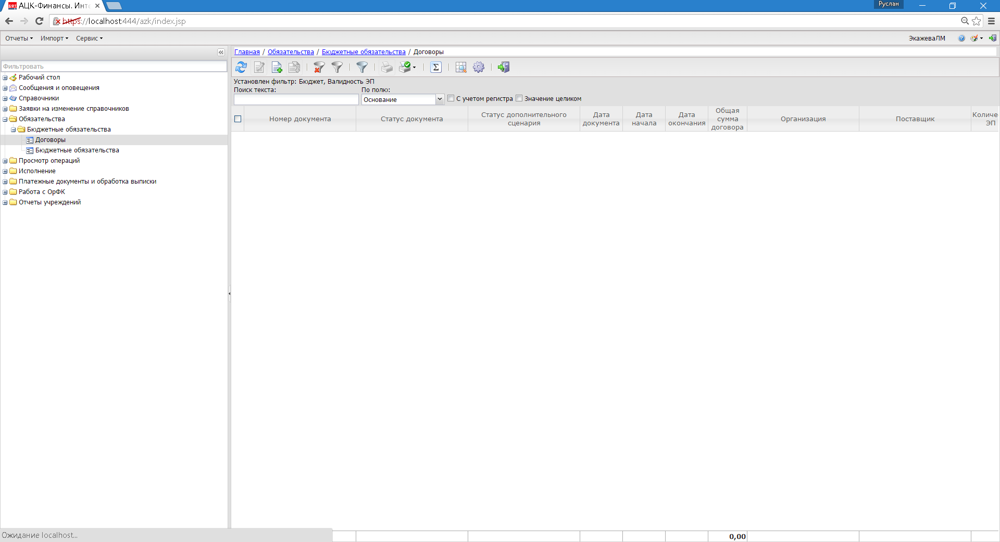 БФТ АЦК-Финансы. Инте
Руслан
https://localhost:444/azk/index.jsp
Отчеты Импорт Сервис ЭкажеваЛМ
Главная / Обязательства / Бюджетные обязательства / Договоры
Фильтровать
Рабочий стол
Сообщения и оповещения
Справочники
Заявки на изменение справочников
Обязательства
Бюджетные обязательства
Договоры
Бюджетные обязательства
Просмотр операций
Исполнение
Платежные документы и обработка выписки
Работа с ОрФК
Отчеты учреждений
Установлен фильтр: Бюджет, Валидность ЭП
Поиск текста: По полю:
Основание С учетом регистра Значение целиком
Номер документа
Статус документа
Статус дополнительного
сценария
Дата
документа
Дата
начала
Дата
окончания
Общая
сумма
договора
Организация
Поставщик
Количе
ЭП
0,00
Ожидание localhost...